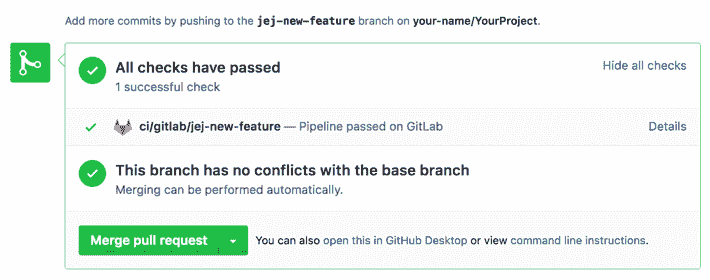 Add more commits by pushing to the jej-new-feature branch on your-name/YourProject.
All checks have passed
Hide all checks
1 successful check
ci/gitlab/jej-new-feature — Pipeline passed on GitLab
Details
This branch has no conflicts with the base branch
Merging can be performed automatically.
Merge pull request
You can also open this in GitHub Desktop or view command line instructions.